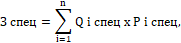 n
З спец = ∑ Q i спец x P i спец,
i=1